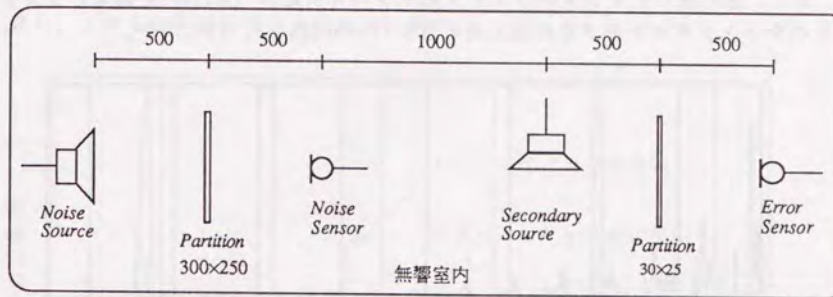 500
500
1000
500
500
Noise
Source
Partition
300×250
Noise
Sensor
Secondary
Source
Partition
30×25
Error
Sensor
無響室内